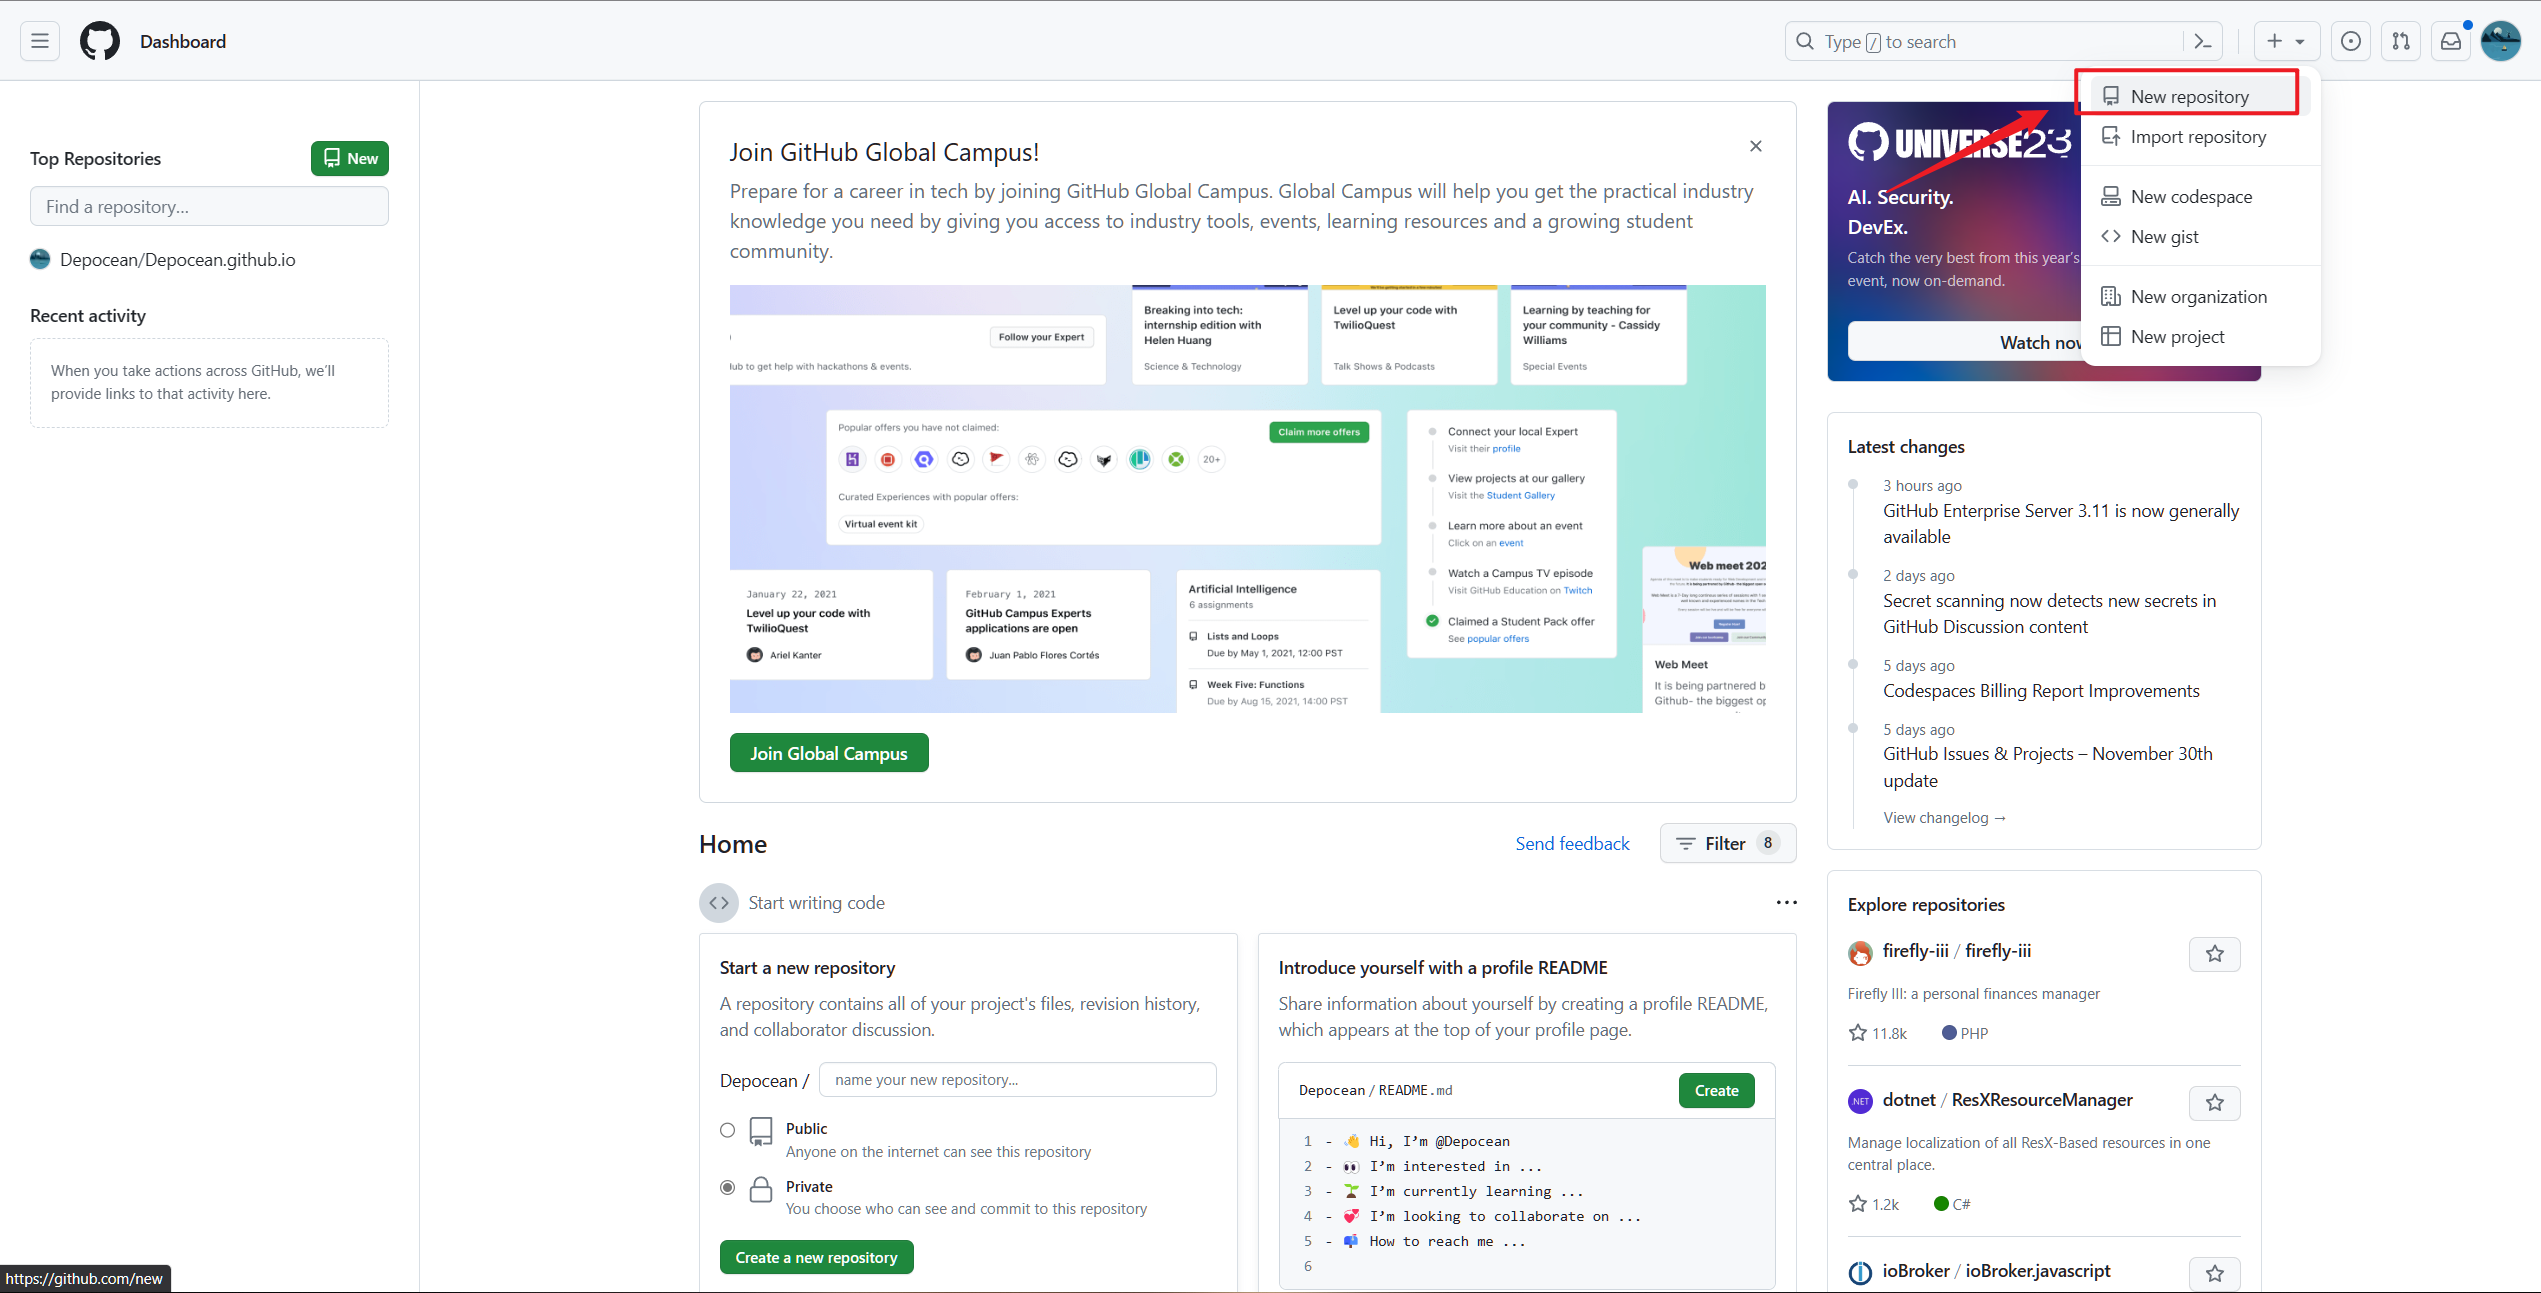 Dashboard
Type / to search
New repository
Import repository
New codespace
New gist
New organization
New project
Top Repositories
New
Find a repository...
Depocean/Depocean.github.io
Recent activity
When you take actions across GitHub, we'll
provide links to that activity here.
Join GitHub Global Campus!
Prepare for a career in tech by joining GitHub Global Campus. Global Campus will help you get the practical industry
knowledge you need by giving you access to industry tools, events, learning resources and a growing student
community.
Follow your Expert
lub to get help with hackathons & events.
Breaking into tech:
internship edition with
Helen Huang
Science & Technology
Level up your code with
TwilioQuest
Talk Shows & Podcasts
Learning by teaching for
your community - Cassidy
Williams
Special Events
Popular offers you have not claimed:
Claim more offers
20+
Curated Experiences with popular offers:
Virtual event kit
Connect your local Expert
Visit their profile
View projects at our gallery
Visit the Student Gallery
Learn more about an event
Click on an event
Watch a Campus TV episode
Visit GitHub Education on Twitch
Claimed a Student Pack offer
See popular offers
January 22, 2021
Level up your code with
TwilioQuest
Ariel Kanter
February 1, 2021
GitHub Campus Experts
applications are open
Juan Pablo Flores Cortés
Artificial Intelligence
6 assignments
Lists and Loops
Due by May 1, 2021, 12:00 PST
Week Five: Functions
Due by Aug 15, 2021, 14:00 PST
Web meet 202
Web Meet
It is being partnered b
Github- the biggest op
Join Global Campus
Home
Send feedback
Filter 8
Start writing code
Start a new repository
A repository contains all of your project's files, revision history,
and collaborator discussion.
Depocean / name your new repository...
Public
Anyone on the internet can see this repository
Private
You choose who can see and commit to this repository
Create a new repository
Introduce yourself with a profile README
Share information about yourself by creating a profile README,
which appears at the top of your profile page.
Depocean / README.md
Create
1 - 👋 Hi, I'm @Depocean
2 - 👀 I'm interested in ...
3 - 🌱 I'm currently learning ...
4 - 💞️ I'm looking to collaborate on ...
5 - 📫 How to reach me ...
6
UNIVERSE23
AI. Security.
DevEx.
Catch the very best from this year's
event, now on-demand.
Watch now
Latest changes
3 hours ago
GitHub Enterprise Server 3.11 is now generally
available
2 days ago
Secret scanning now detects new secrets in
GitHub Discussion content
5 days ago
Codespaces Billing Report Improvements
5 days ago
GitHub Issues & Projects – November 30th
update
View changelog →
Explore repositories
firefly-iii / firefly-iii
Firefly III: a personal finances manager
11.8k PHP
.NET
dotnet / ResXResourceManager
Manage localization of all ResX-Based resources in one
central place.
1.2k C#
ioBroker / ioBroker.javascript
https://github.com/new